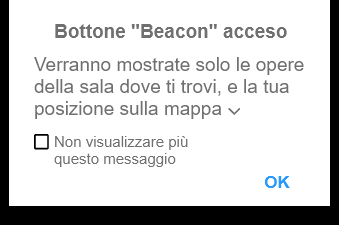 Bottone "Beacon" acceso
Verranno mostrate solo le opere
della sala dove ti trovi, e la tua
posizione sulla mappa
Non visualizzare più
questo messaggio
OK